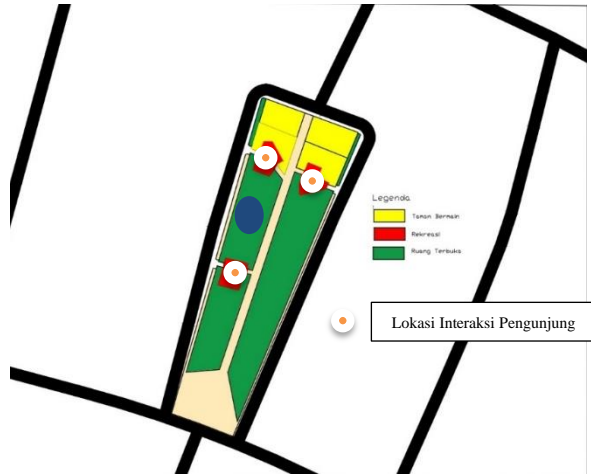 Legenda
Taman Bermain
Rekreasi
Ruang Terbuka
Lokasi Interaksi Pengunjung